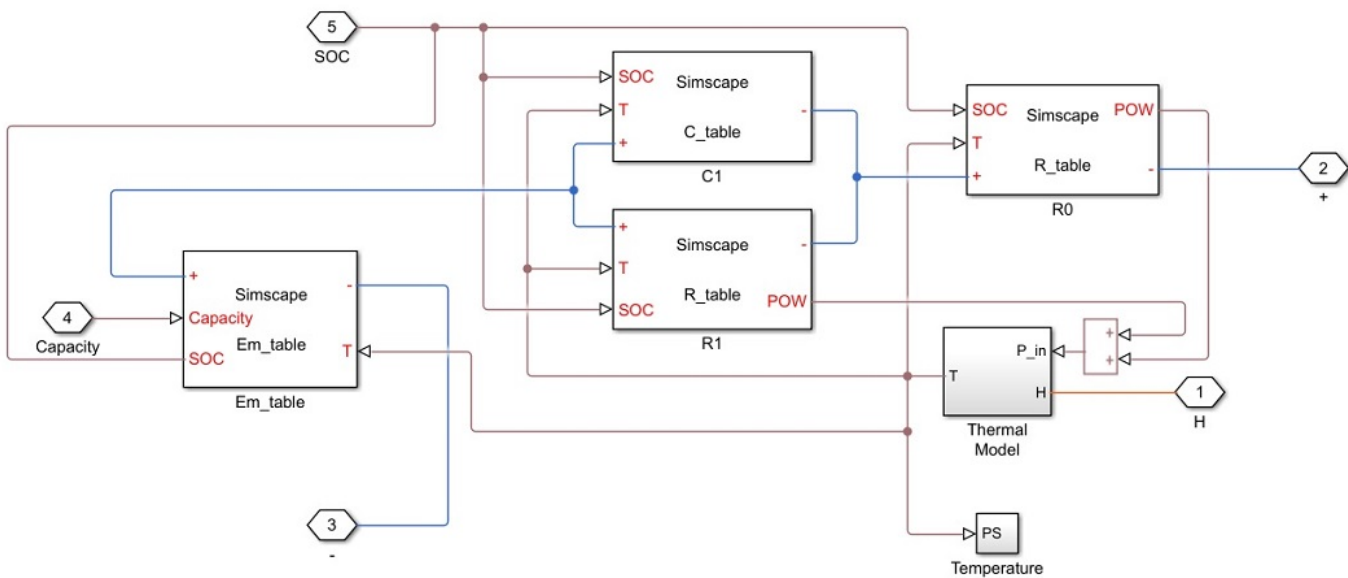 5
SOC
SOC
Simscape
T
-
C_table
+
C1
SOC
Simscape
POW
T
R_table
+
-
R0
2
+
+
Simscape
-
T
R_table
SOC
POW
R1
+
Simscape
-
4
Capacity
Capacity
Em_table
SOC
T
Em_table
P_in
+
+
T
H
Thermal
Model
1
H
3
-
PS
Temperature